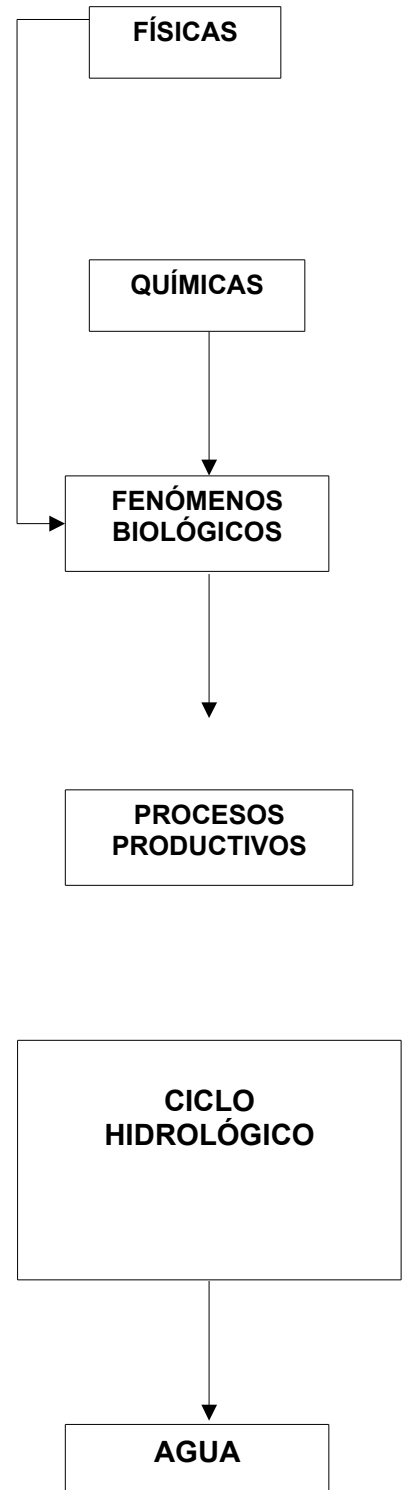 FÍSICAS
QUÍMICAS
FENÓMENOS
BIOLÓGICOS
PROCESOS
PRODUCTIVOS
CICLO
HIDROLÓGICO
AGUA